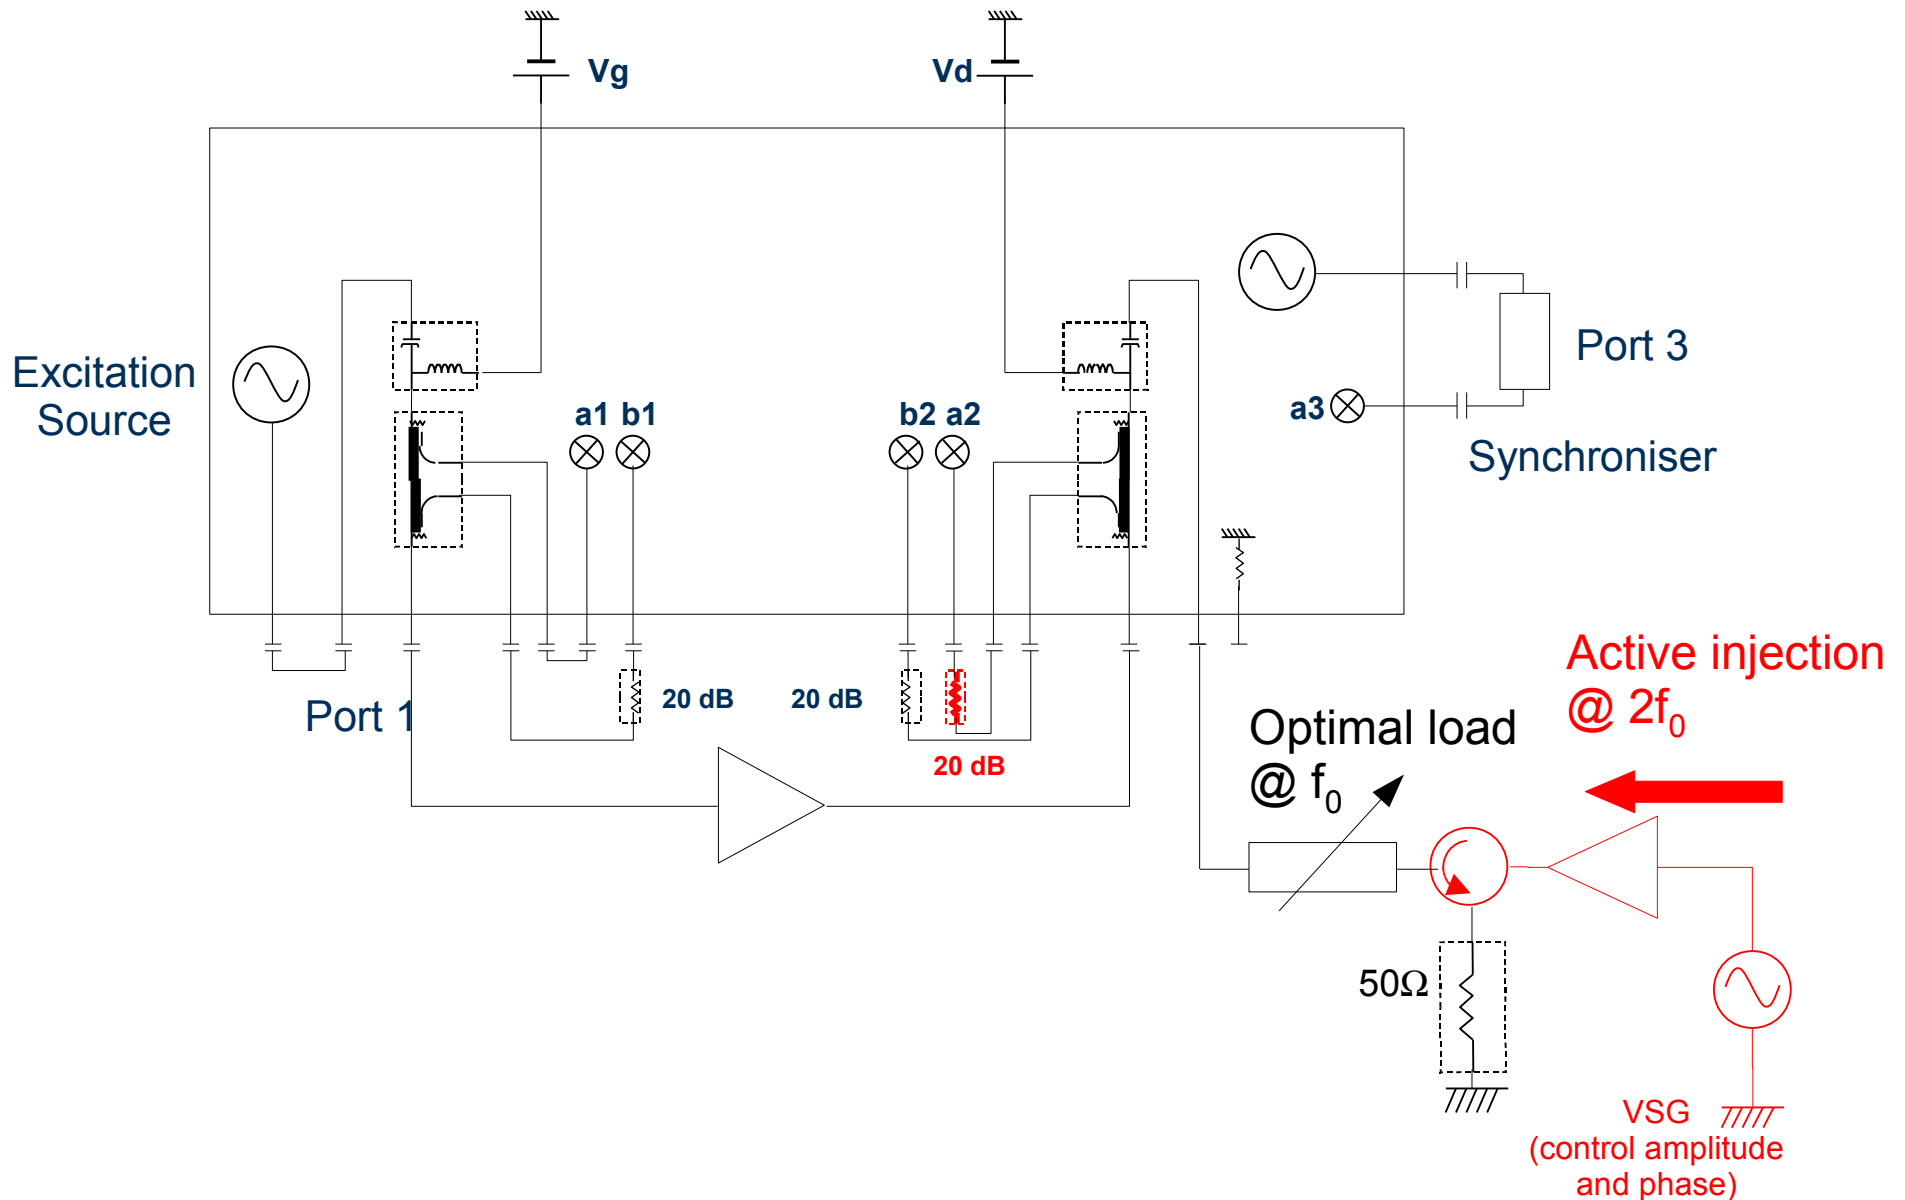 Vg
Vd
Excitation
Source
a1 b1
b2 a2
a3
Port 3
Synchroniser
Port 1
20 dB
20 dB
20 dB
Optimal load
@ f₀
Active injection
@ 2f₀
50Ω
VSG
(control amplitude
and phase)